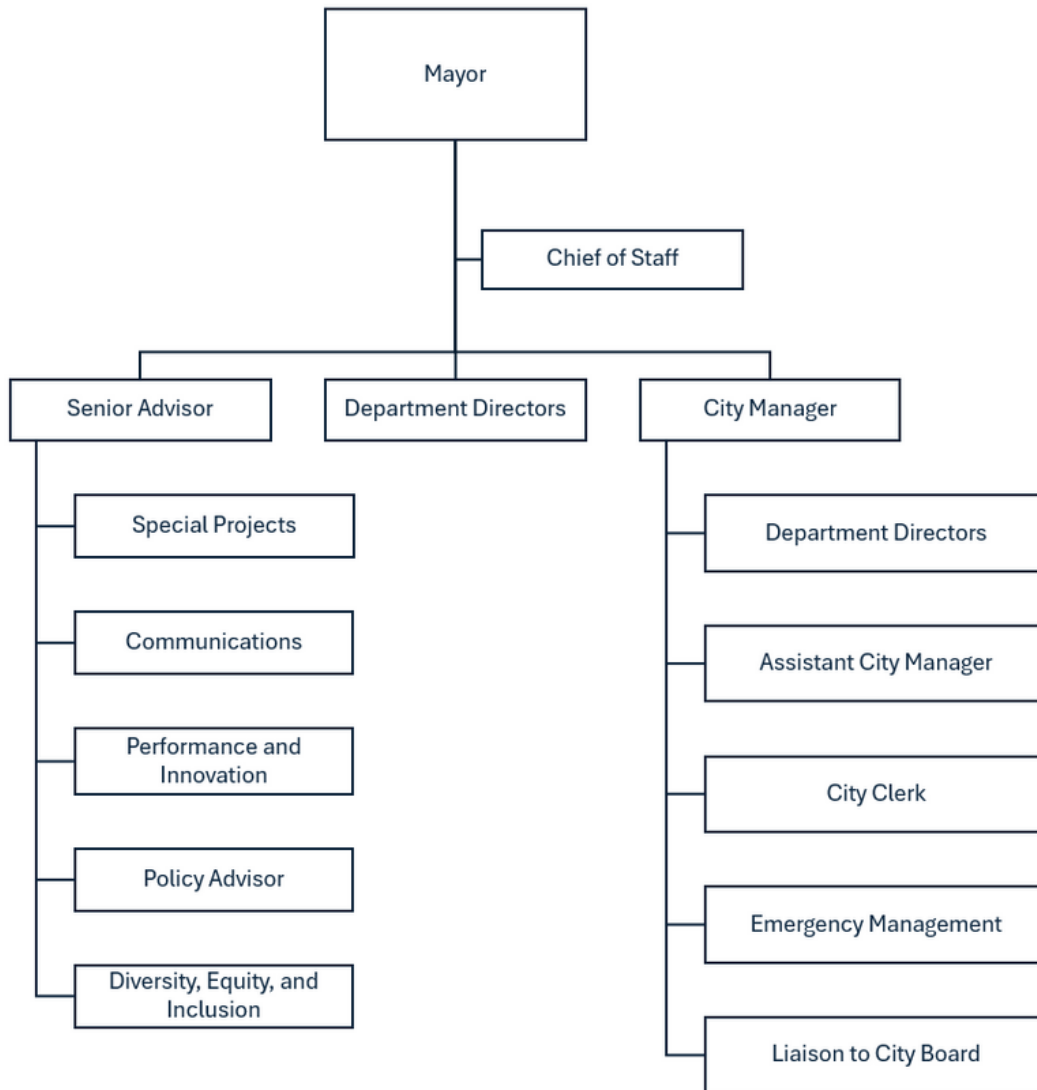 Mayor
Chief of Staff
Senior Advisor
Department Directors
City Manager
Special Projects
Communications
Performance and
Innovation
Policy Advisor
Diversity, Equity, and
Inclusion
Department Directors
Assistant City Manager
City Clerk
Emergency Management
Liaison to City Board